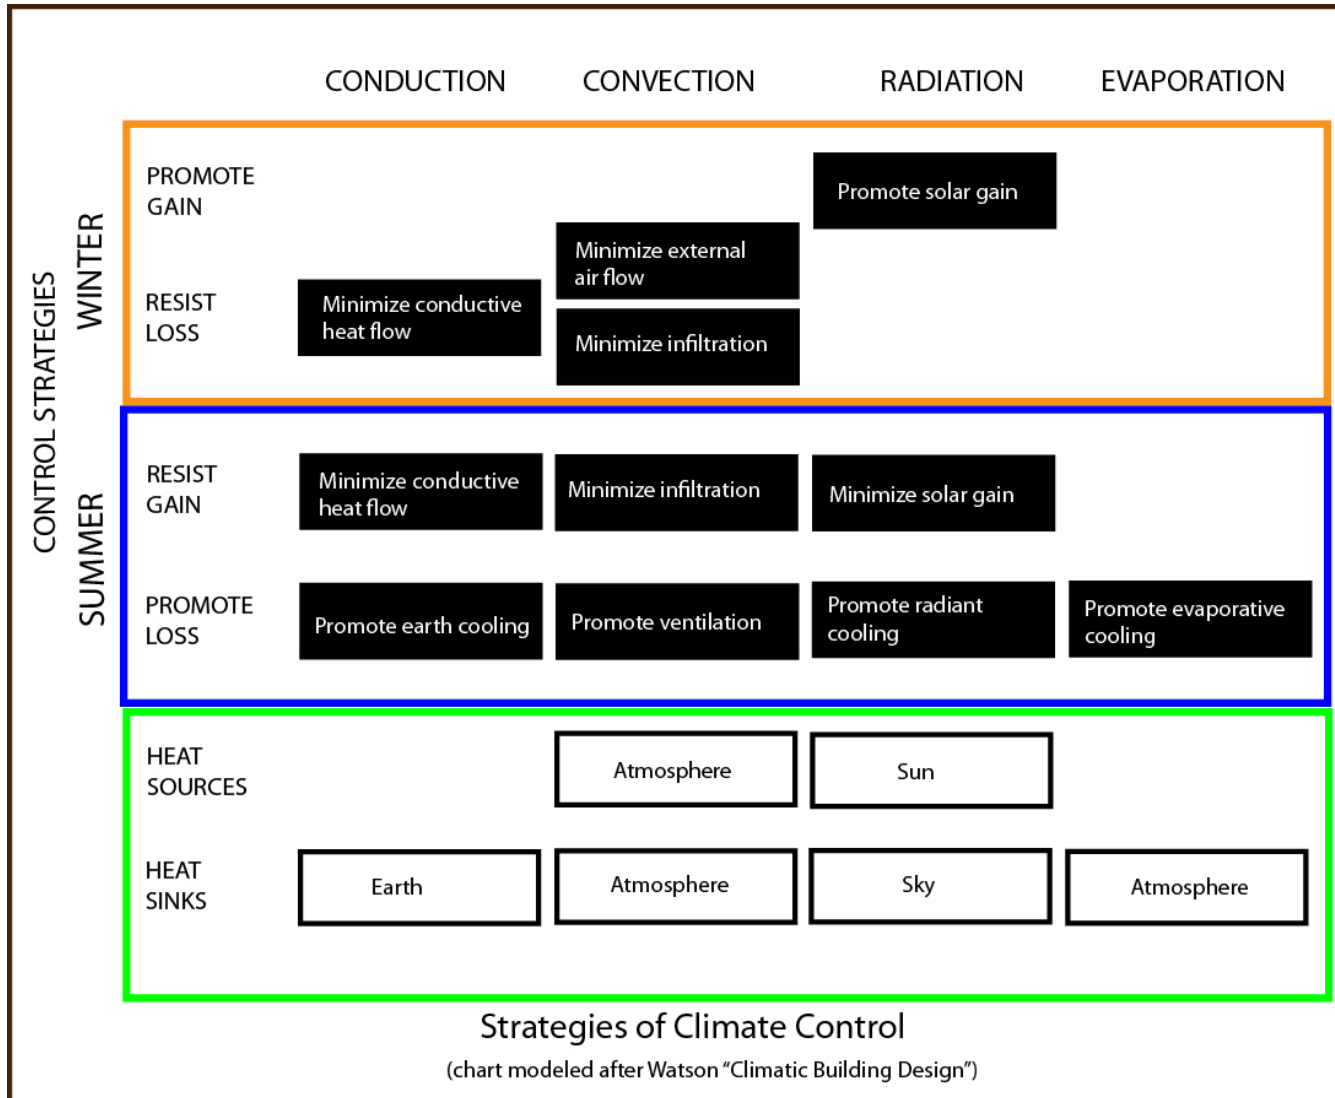 CONDUCTION CONVECTION RADIATION EVAPORATION
CONTROL STRATEGIES
WINTER
PROMOTE
GAIN
Promote solar gain
RESIST
LOSS
Minimize conductive
heat flow
Minimize external
air flow
Minimize infiltration
SUMMER
RESIST
GAIN
Minimize conductive
heat flow
Minimize infiltration
Minimize solar gain
PROMOTE
LOSS
Promote earth cooling
Promote ventilation
Promote radiant
cooling
Promote evaporative
cooling
HEAT
SOURCES
Atmosphere
Sun
HEAT
SINKS
Earth
Atmosphere
Sky
Atmosphere
Strategies of Climate Control
(chart modeled after Watson “Climatic Building Design”)